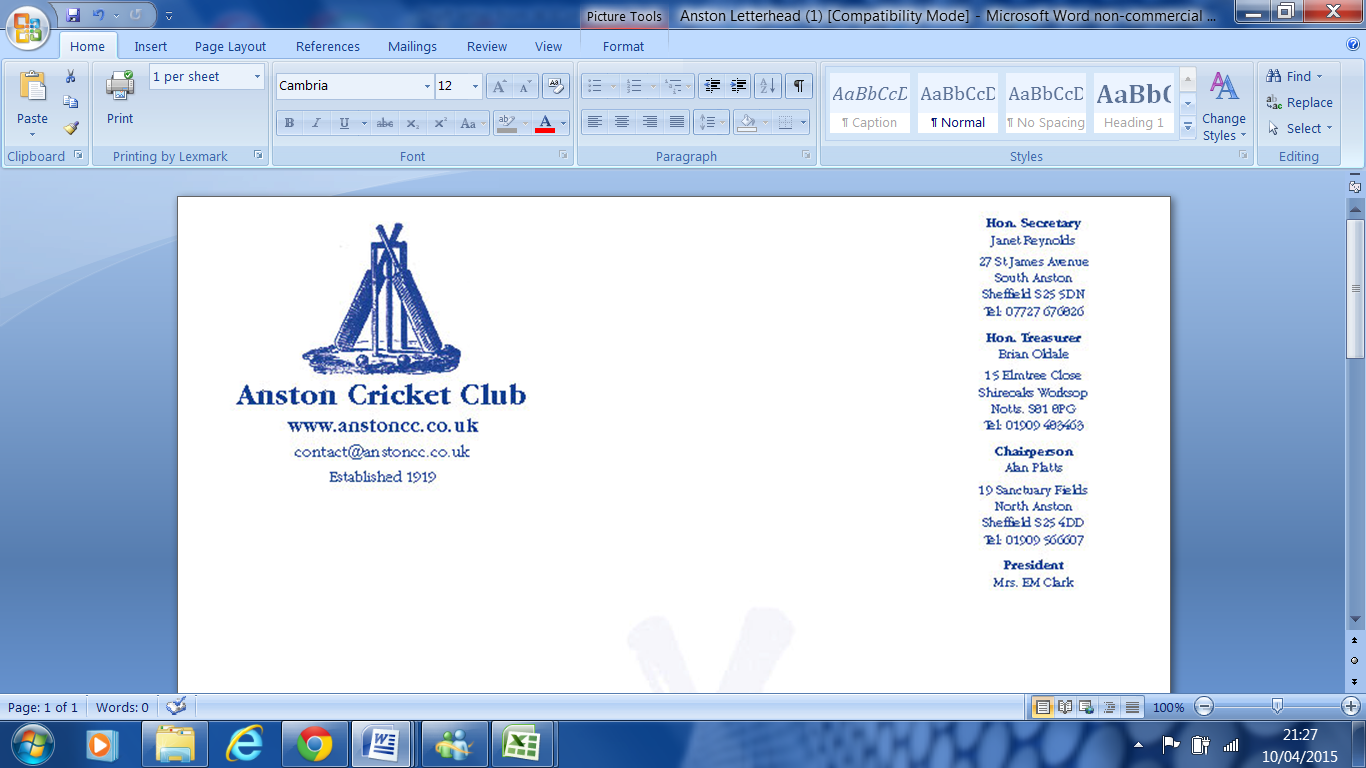 Picture Tools
Anston Letterhead (1) [Compatibility Mode] - Microsoft Word non-commercial ...
Home Insert Page Layout References Mailings Review View Format
Paste
Clipboard
Print
1 per sheet
Printing by Lexmark
Cambria 12
Font
Paragraph
AaBbCcD AaBbCcD AaBbCcD AaBb(
¶ Caption ¶ Normal ¶ No Spacing Heading 1
Change Styles
Styles
Find
Replace
Select
Editing
Anston Cricket Club
www.anstoncc.co.uk
contact@anstoncc.co.uk
Established 1919
Hon. Secretary
Janet Reynolds
27 St James Avenue
South Anston
Sheffield S25 5DN
Tel: 07727 676826
Hon. Treasurer
Brian Oldale
15 Elmtree Close
Shireoaks Worksop
Notts. S81 8PG
Tel: 01909 483463
Chairperson
Alan Platts
19 Sanctuary Fields
North Anston
Sheffield S25 4DD
Tel: 01909 566607
President
Mrs. EM Clark
Page: 1 of 1 Words: 0
100%
21:27
10/04/2015